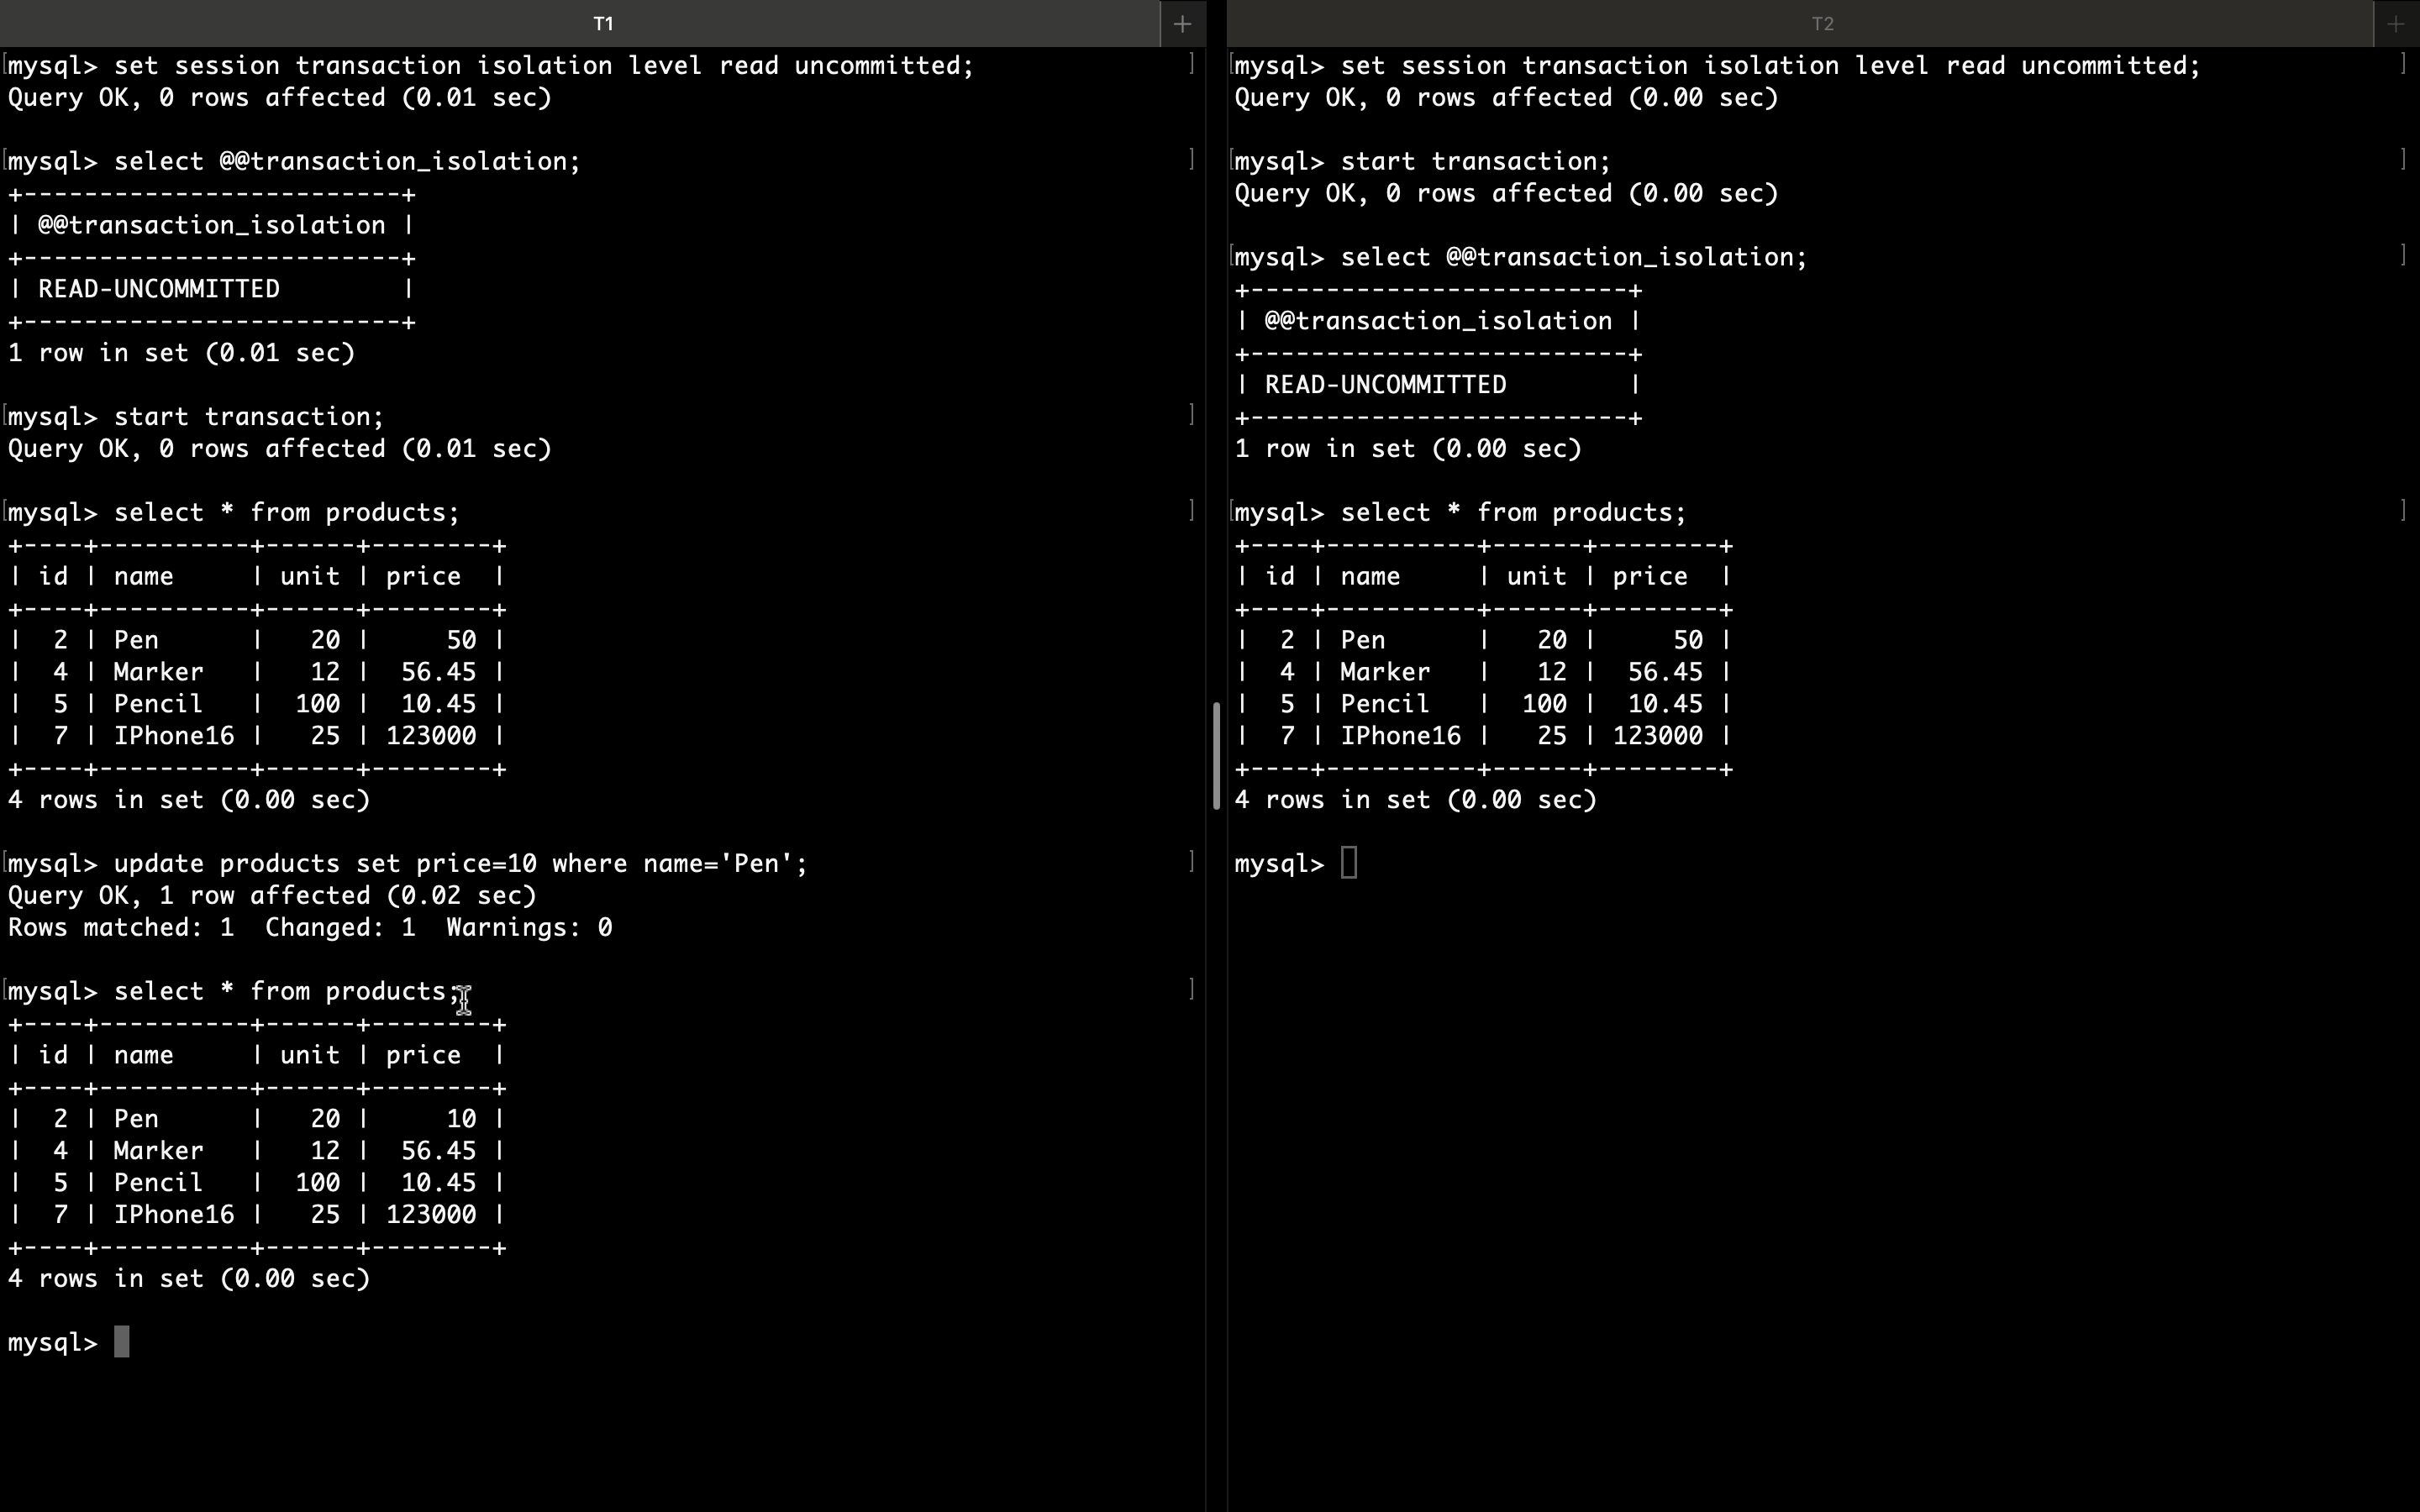 T1
mysql> set session transaction isolation level read uncommitted;
Query OK, 0 rows affected (0.01 sec)
mysql> select @@transaction_isolation;
+-------------------------+
| @@transaction_isolation |
+-------------------------+
| READ-UNCOMMITTED        |
+-------------------------+
1 row in set (0.01 sec)
mysql> start transaction;
Query OK, 0 rows affected (0.01 sec)
mysql> select * from products;
+----+----------+------+--------+
| id | name     | unit | price  |
+----+----------+------+--------+
|  2 | Pen      |   20 |     50 |
|  4 | Marker   |   12 |  56.45 |
|  5 | Pencil   |  100 |  10.45 |
|  7 | IPhone16 |   25 | 123000 |
+----+----------+------+--------+
4 rows in set (0.00 sec)
mysql> update products set price=10 where name='Pen';
Query OK, 1 row affected (0.02 sec)
Rows matched: 1  Changed: 1  Warnings: 0
mysql> select * from products;
+----+----------+------+--------+
| id | name     | unit | price  |
+----+----------+------+--------+
|  2 | Pen      |   20 |     10 |
|  4 | Marker   |   12 |  56.45 |
|  5 | Pencil   |  100 |  10.45 |
|  7 | IPhone16 |   25 | 123000 |
+----+----------+------+--------+
4 rows in set (0.00 sec)
mysql>
T2
mysql> set session transaction isolation level read uncommitted;
Query OK, 0 rows affected (0.00 sec)
mysql> start transaction;
Query OK, 0 rows affected (0.00 sec)
mysql> select @@transaction_isolation;
+-------------------------+
| @@transaction_isolation |
+-------------------------+
| READ-UNCOMMITTED        |
+-------------------------+
1 row in set (0.00 sec)
mysql> select * from products;
+----+----------+------+--------+
| id | name     | unit | price  |
+----+----------+------+--------+
|  2 | Pen      |   20 |     50 |
|  4 | Marker   |   12 |  56.45 |
|  5 | Pencil   |  100 |  10.45 |
|  7 | IPhone16 |   25 | 123000 |
+----+----------+------+--------+
4 rows in set (0.00 sec)
mysql>